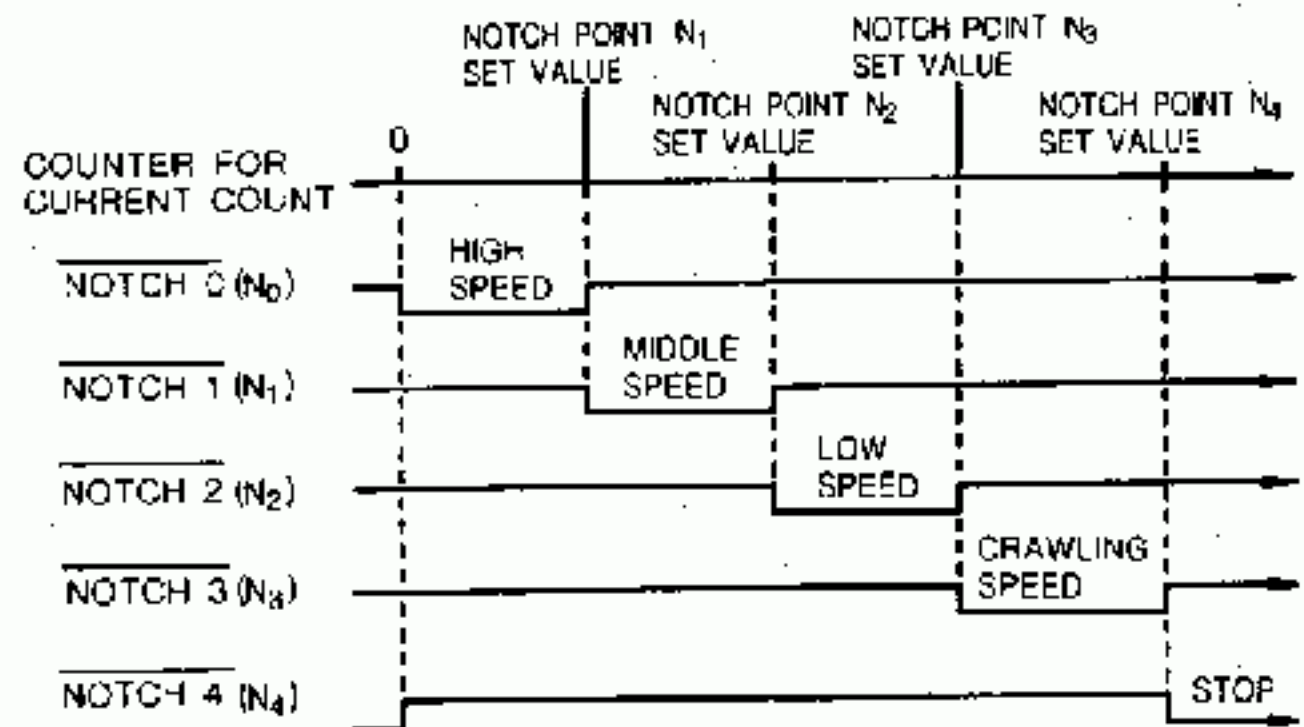 NOTCH POINT N₁
SET VALUE
NOTCH POINT N₃
SET VALUE
NOTCH POINT N₂
SET VALUE
NOTCH POINT N₄
SET VALUE
0
COUNTER FOR
CURRENT COUNT
NOTCH 0 (N₀)
HIGH
SPEED
NOTCH 1 (N₁)
MIDDLE
SPEED
NOTCH 2 (N₂)
LOW
SPEED
NOTCH 3 (N₃)
CRAWLING
SPEED
NOTCH 4 (N₄)
STOP